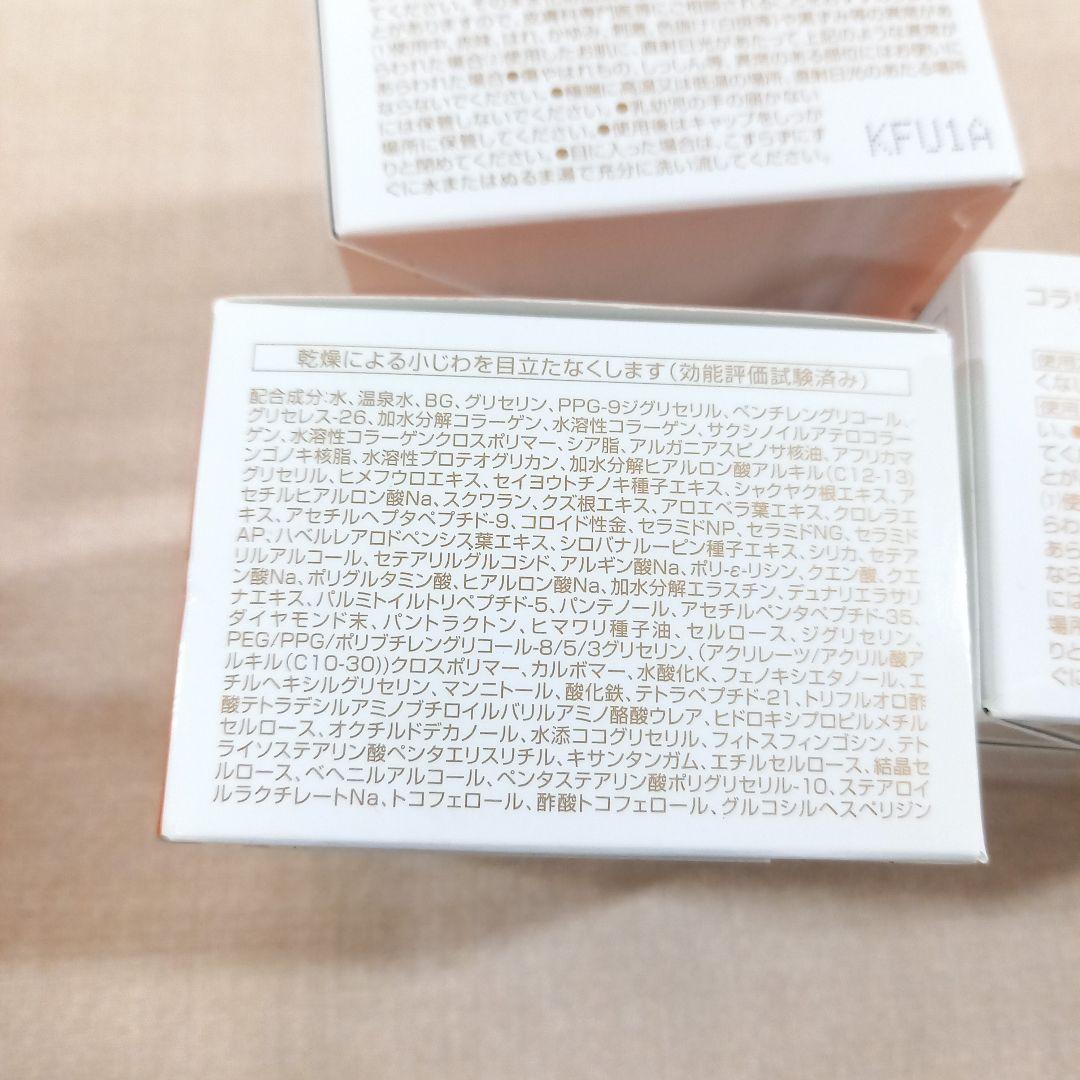 とがありますので、皮膚科専門医等にご相談される
(1)使用中、赤味、はれ、かゆみ、刺激、色抜け(白斑等)や黒ずみ等の異常が
あらわれた場合(2)使用したお肌に、直射日光があたって上記のような異常が
あらわれた場合●傷やはれもの、しっしん等、異常のある部位にはお使いに
ならないでください。●極端に高温又は低温の場所、直射日光のあたる場所
には保管しないでください。●乳幼児の手の届かない
場所に保管してください。●使用後はキャップをしっか
りと閉めてください。●目に入った場合は、こすらずにす
ぐに水またはぬるま湯で充分に洗い流してください。
KFU1A
乾燥による小じわを目立たなくします(効能評価試験済み)
配合成分:水、温泉水、BG、グリセリン、PPG-9ジグリセリル、ペンチレングリコール、
グリセレス-26、加水分解コラーゲン、水溶性コラーゲン、サクシノイルアテロコラー
ゲン、水溶性コラーゲンクロスポリマー、シア脂、アルガニアスピノサ核油、アフリカマ
ンゴノキ核脂、水溶性プロテオグリカン、加水分解ヒアルロン酸アルキル(C12-13)
グリセリル、ヒメフウロエキス、セイヨウトチノキ種子エキス、シャクヤク根エキス、ア
セチルヒアルロン酸Na、スクワラン、クズ根エキス、アロエベラ葉エキス、クロレラエ
キス、アセチルヘプタペプチド-9、コロイド性金、セラミドNP、セラミドNG、セラミド
AP、ハベルレアロドペンシス葉エキス、シロバナルーピン種子エキス、シリカ、セテア
リルアルコール、セテアリルグルコシド、アルギン酸Na、ポリ-ε-リシン、クエン酸、クエ
ン酸Na、ポリグルタミン酸、ヒアルロン酸Na、加水分解エラスチン、デュナリエラサリ
ナエキス、パルミトイルトリペプチド-5、パンテノール、アセチルペンタペプチド-35、
ダイヤモンド末、パントラクトン、ヒマワリ種子油、セルロース、ジグリセリン、
PEG/PPG/ポリブチレングリコール-8/5/3グリセリン、(アクリレーツ/アクリル酸ア
ルキル(C10-30))クロスポリマー、カルボマー、水酸化K、フェノキシエタノール、エ
チルヘキシルグリセリン、マンニトール、酸化鉄、テトラペプチド-21、トリフルオロ酢
酸テトラデシルアミノブチロイルバリルアミノ酪酸ウレア、ヒドロキシプロピルメチル
セルロース、オクチルドデカノール、水添ココグリセリル、フィトスフィンゴシン、テト
ライソステアリン酸ペンタエリスリチル、キサンタンガム、エチルセルロース、結晶セ
ルロース、ベヘニルアルコール、ペンタステアリン酸ポリグリセリル-10、ステアロイ
ルラクチレートNa、トコフェロール、酢酸トコフェロール、グルコシルヘスペリジン
コラ
使用
くない
使用
い。
てく
とが
(1)使
らわ
あら
なら
には
場所
りと
ぐに